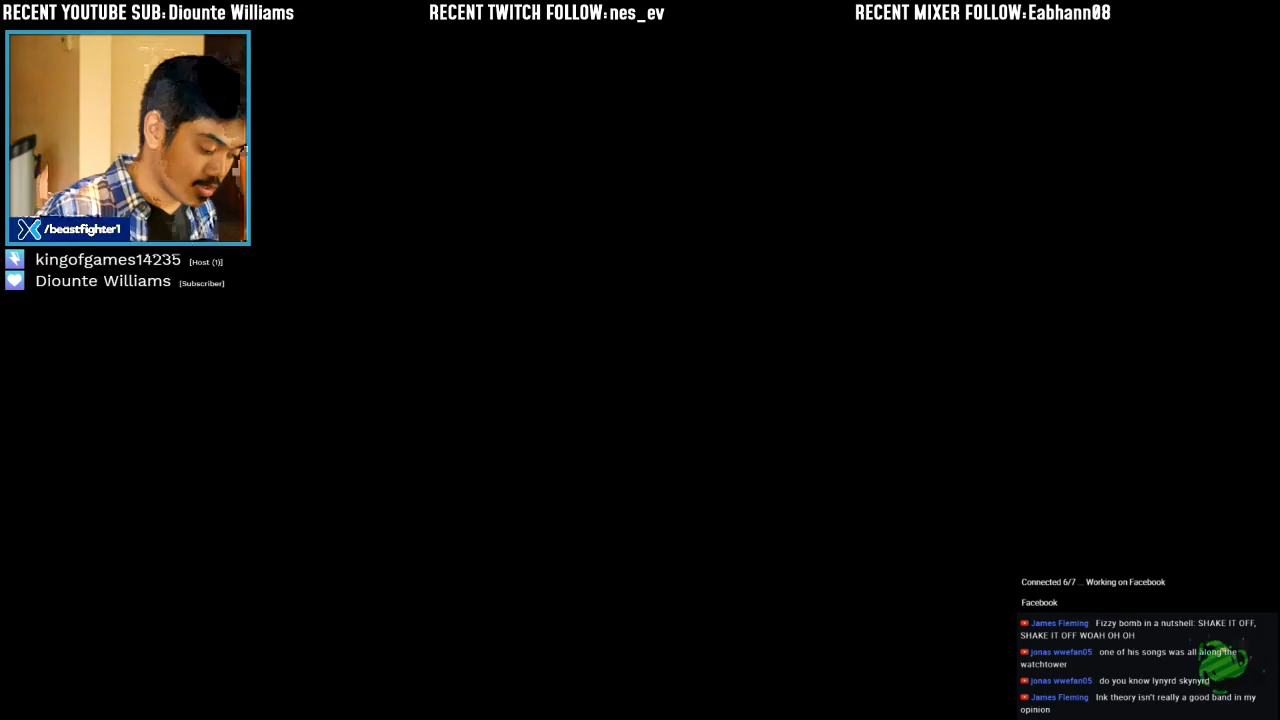 RECENT YOUTUBE SUB: Diounte Williams
RECENT TWITCH FOLLOW: nes_ev
RECENT MIXER FOLLOW: Eabhann08
/beastfighter1
kingofgames14235 [Host (1)]
Diounte Williams [Subscriber]
Connected 6/7 ... Working on Facebook
Facebook
James Fleming Fizzy bomb in a nutshell: SHAKE IT OFF,
SHAKE IT OFF WOAH OH OH
jonas wwefan05 one of his songs was all along the
watchtower
jonas wwefan05 do you know lynyrd skynyrd
James Fleming Ink theory isn't really a good band in my
opinion